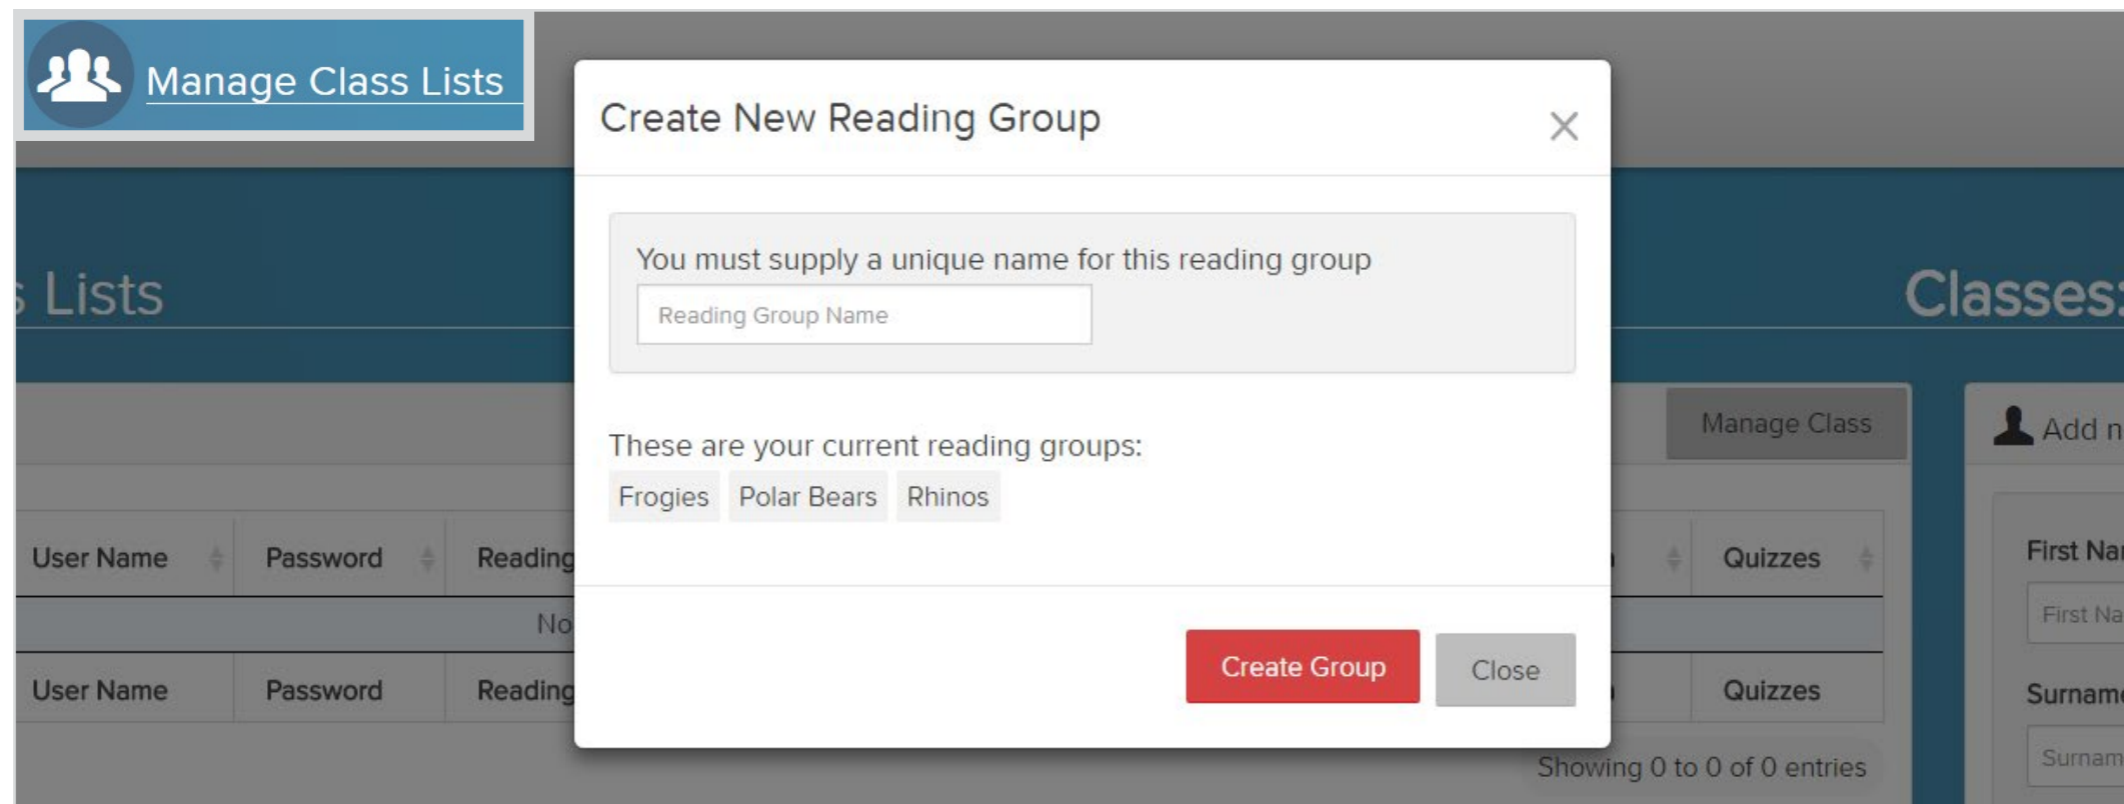 Manage Class Lists
Create New Reading Group
You must supply a unique name for this reading group
Reading Group Name
These are your current reading groups:
Frogies Polar Bears Rhinos
Create Group Close
Lists
Classes:
Manage Class
Add n
User Name Password Reading Quizzes
No
User Name Password Reading Quizzes
Showing 0 to 0 of 0 entries
First Na
First Na
Surname
Surnam